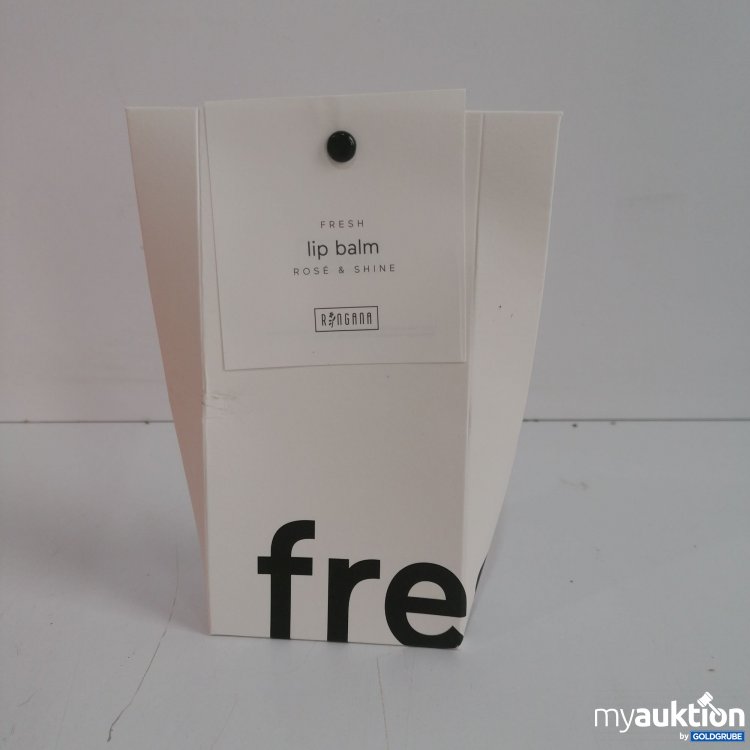 FRESH
lip balm
ROSÉ & SHINE
RINGANA
fre
myauktion
by GOLDGRUBE